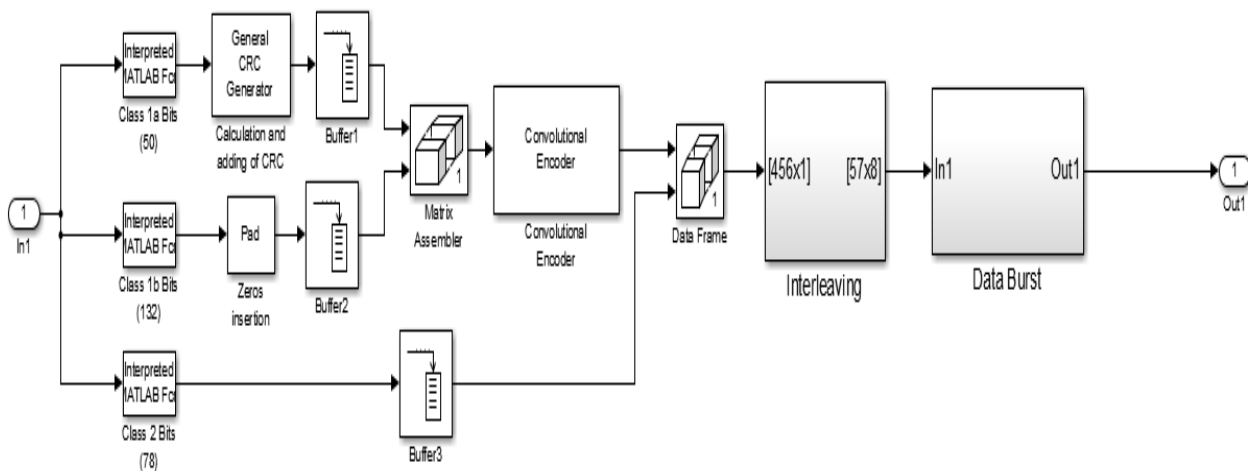 1
In1
Interpreted
MATLAB Fcn
Class 1a Bits
(50)
General
CRC
Generator
Calculation and
adding of CRC
Buffer1
Interpreted
MATLAB Fcn
Class 1b Bits
(132)
Pad
Zeros
insertion
Buffer2
Interpreted
MATLAB Fcn
Class 2 Bits
(78)
Buffer3
1
Matrix
Assembler
Convolutional
Encoder
Convolutional
Encoder
1
Data Frame
[456x1]
[57x8]
Interleaving
In1
Out1
Data Burst
1
Out1